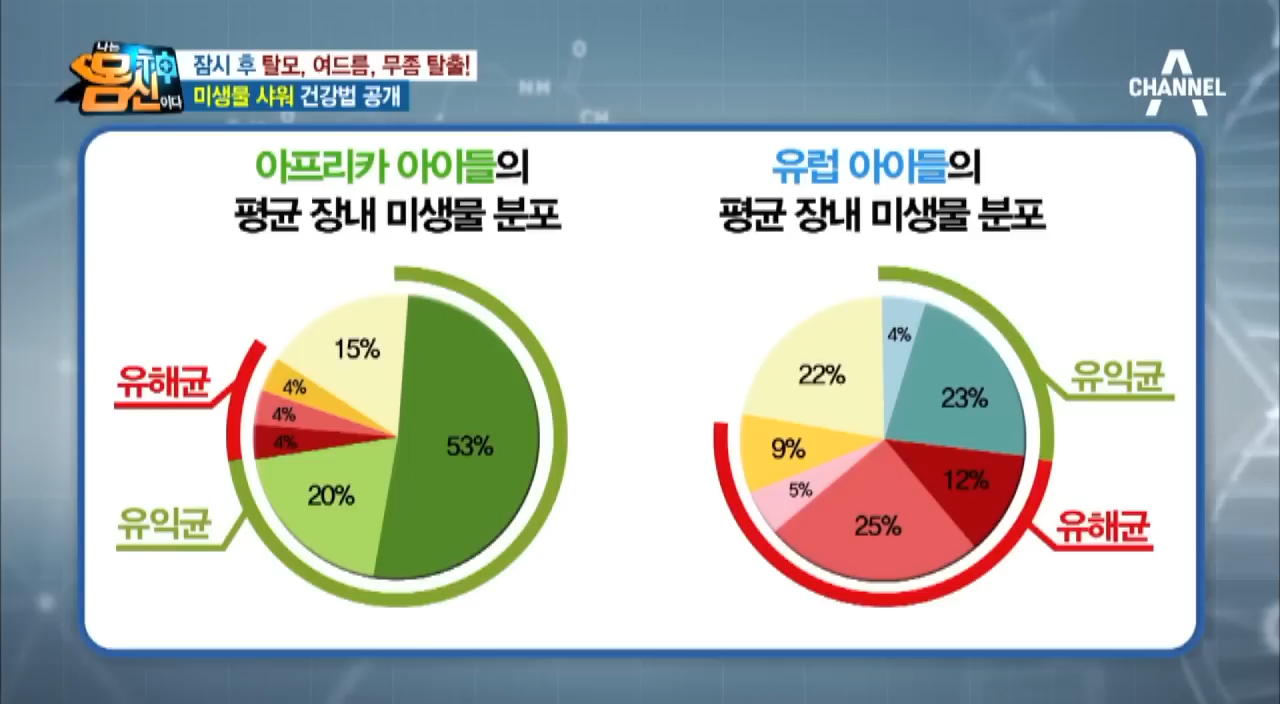 나는
몸神
신이다
잠시 후 탈모, 여드름, 무좀 탈출!
미생물 샤워 건강법 공개
CHANNEL A
NH
O
CH
아프리카 아이들의
평균 장내 미생물 분포
유럽 아이들의
평균 장내 미생물 분포
15%
4%
4%
4%
20%
53%
유해균
유익균
4%
22%
23%
9%
5%
12%
25%
유익균
유해균